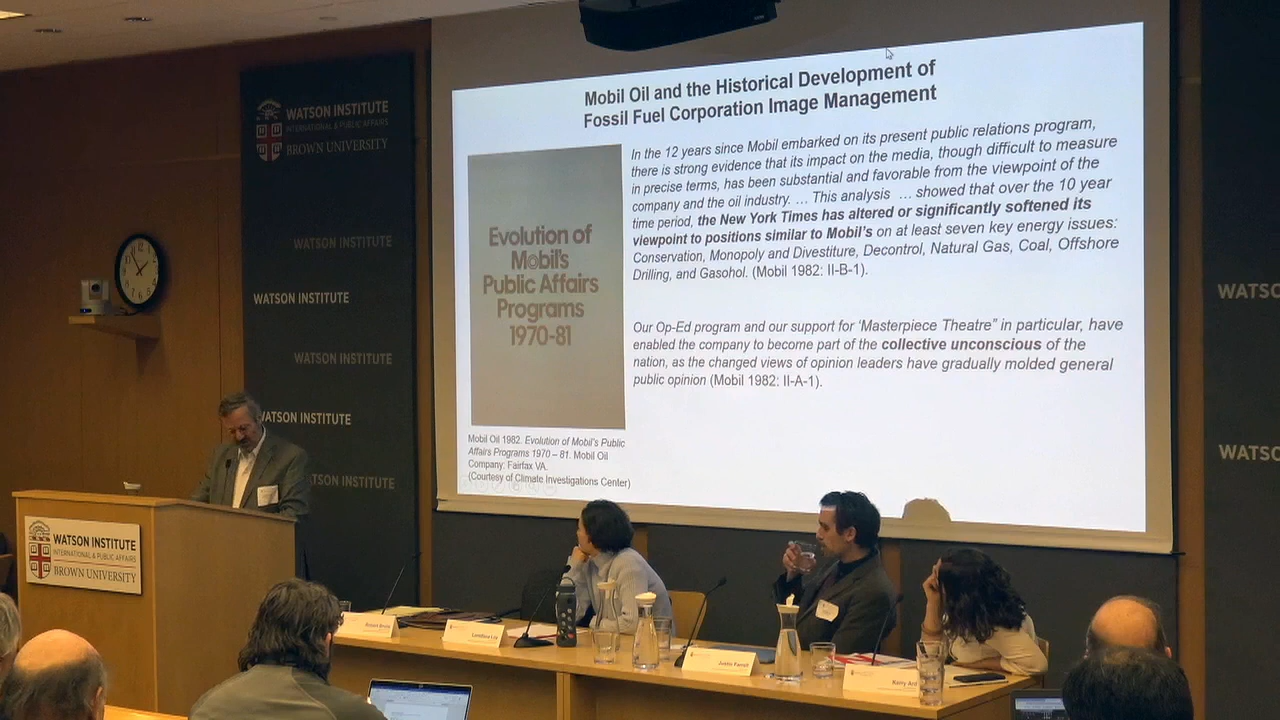 WATSON INSTITUTE
INTERNATIONAL & PUBLIC AFFAIRS
BROWN UNIVERSITY
WATSON INSTITUTE
WATSON INSTITUTE
WATSON INSTITUTE
WATSON INSTITUTE
TSON INSTITUTE
Mobil Oil and the Historical Development of
Fossil Fuel Corporation Image Management
Evolution of
Mobil's
Public Affairs
Programs
1970-81
Mobil Oil 1982. Evolution of Mobil's Public
Affairs Programs 1970 – 81. Mobil Oil
Company: Fairfax VA.
(Courtesy of Climate Investigations Center)
In the 12 years since Mobil embarked on its present public relations program,
there is strong evidence that its impact on the media, though difficult to measure
in precise terms, has been substantial and favorable from the viewpoint of the
company and the oil industry. … This analysis … showed that over the 10 year
time period, the New York Times has altered or significantly softened its
viewpoint to positions similar to Mobil's on at least seven key energy issues:
Conservation, Monopoly and Divestiture, Decontrol, Natural Gas, Coal, Offshore
Drilling, and Gasohol. (Mobil 1982: II-B-1).
Our Op-Ed program and our support for 'Masterpiece Theatre" in particular, have
enabled the company to become part of the collective unconscious of the
nation, as the changed views of opinion leaders have gradually molded general
public opinion (Mobil 1982: II-A-1).
WATSO
WATSO
WATSON INSTITUTE
INTERNATIONAL & PUBLIC AFFAIRS
BROWN UNIVERSITY
Justin Farrell